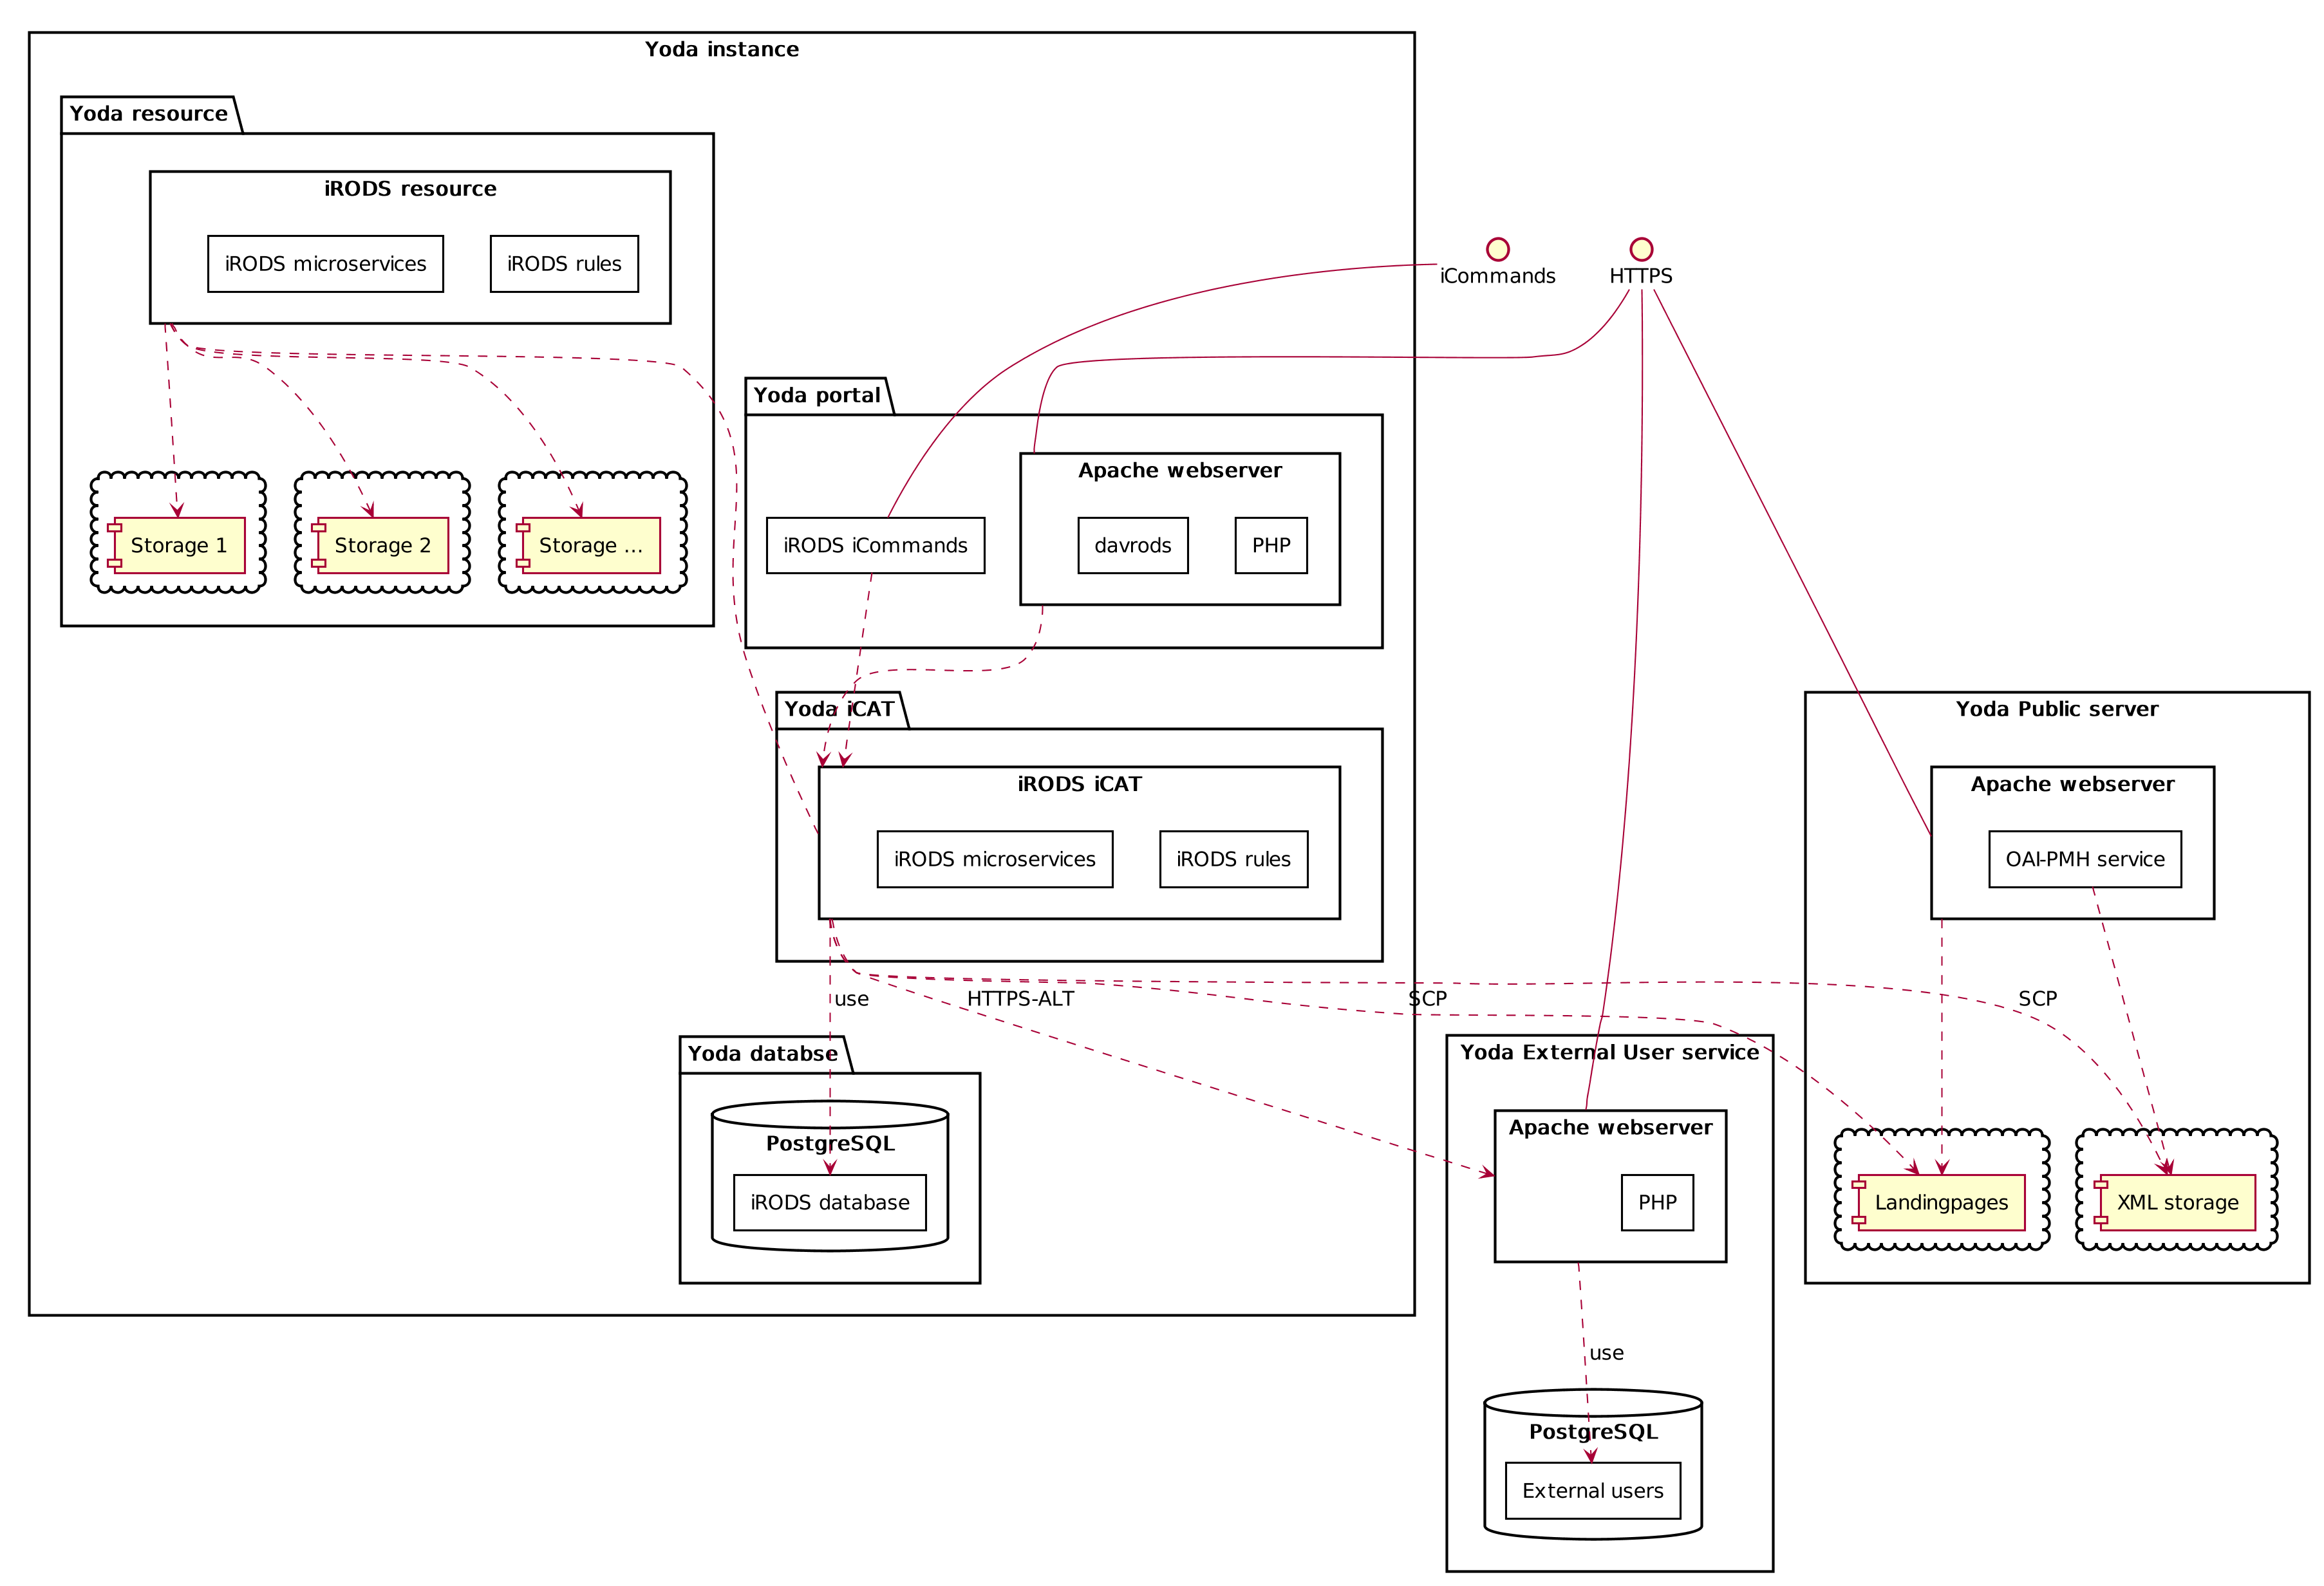 Yoda instance
Yoda resource
iRODS resource
iRODS microservices
iRODS rules
iCommands
HTTPS
Yoda portal
Apache webserver
Storage 1
Storage 2
Storage ...
iRODS iCommands
davrods
PHP
Yoda iCAT
Yoda Public server
iRODS iCAT
Apache webserver
iRODS microservices
iRODS rules
OAI-PMH service
use
HTTPS-ALT
SCP
SCP
Yoda databse
Yoda External User service
PostgreSQL
Apache webserver
iRODS database
PHP
Landingpages
XML storage
use
PostgreSQL
External users